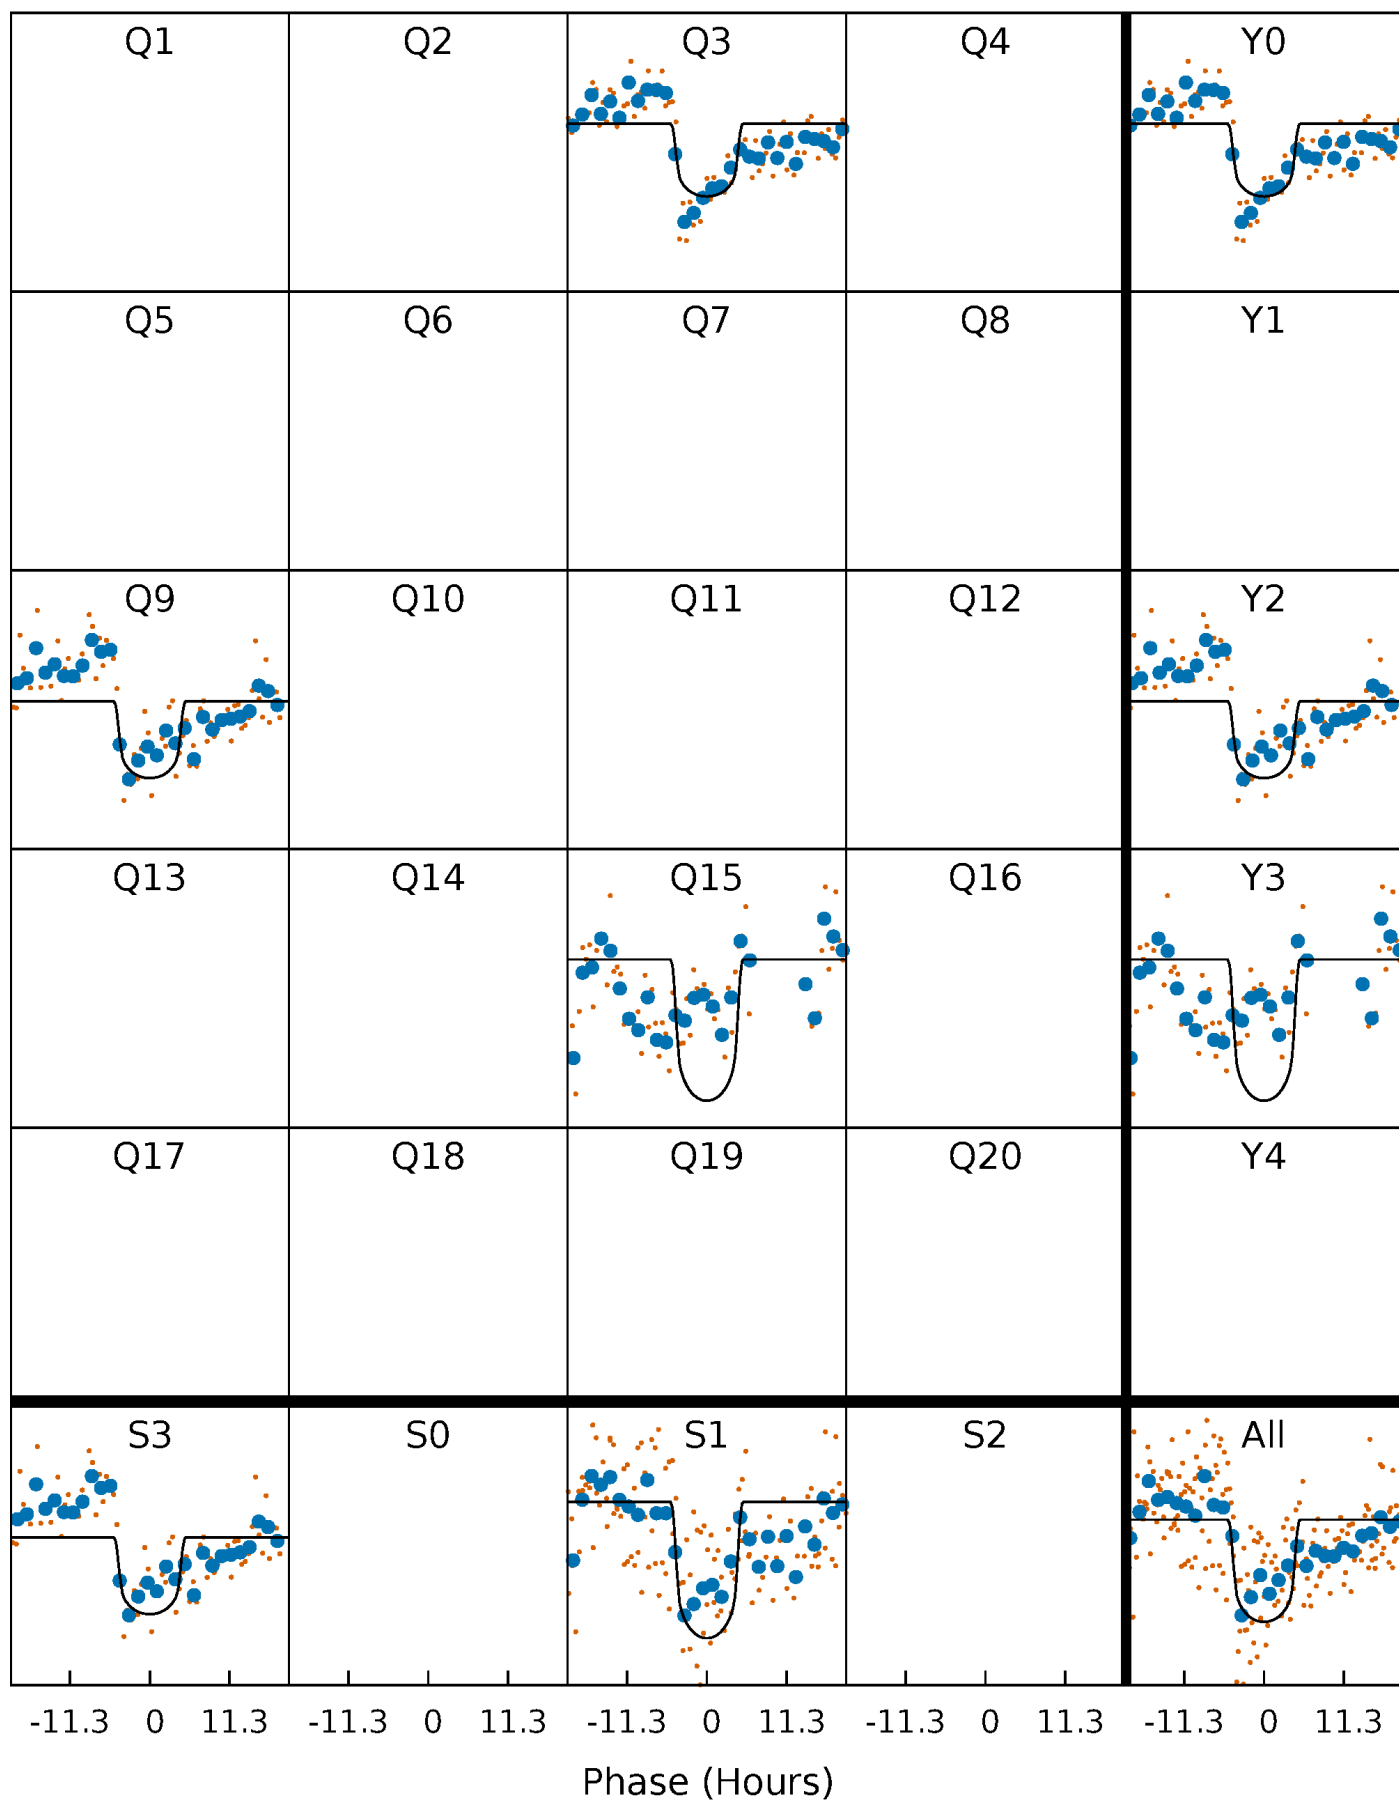 Q1 Q2 Q3 Q4 Y0
Q5 Q6 Q7 Q8 Y1
Q9 Q10 Q11 Q12 Y2
Q13 Q14 Q15 Q16 Y3
Q17 Q18 Q19 Q20 Y4
S3 S0 S1 S2 All
-11.3 0 11.3 -11.3 0 11.3 -11.3 0 11.3 -11.3 0 11.3 -11.3 0 11.3
Phase (Hours)